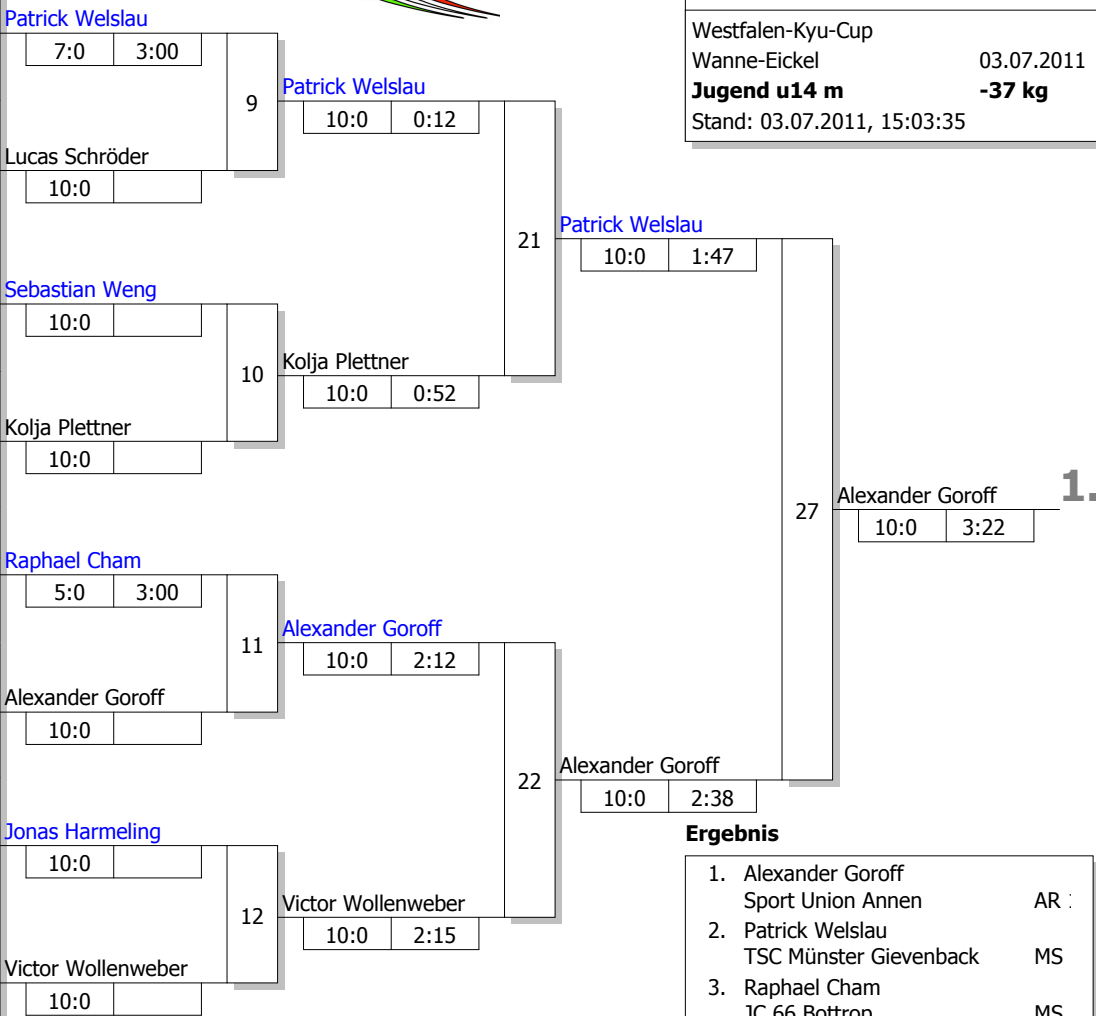 Westfalen-Kyu-Cup
Wanne-Eickel 03.07.2011
Jugend u14 m -37 kg
Stand: 03.07.2011, 15:03:35
Patrick Welslau
7:0 3:00
9
Lucas Schröder
10:0
Sebastian Weng
10:0
10
Kolja Plettner
10:0
Raphael Cham
5:0 3:00
11
Alexander Goroff
10:0
Jonas Harmeling
10:0
12
Victor Wollenweber
10:0
Patrick Welslau
10:0 0:12
21
Kolja Plettner
10:0 0:52
Alexander Goroff
10:0 2:12
22
Victor Wollenweber
10:0 2:15
Patrick Welslau
10:0 1:47
27
Alexander Goroff
10:0 2:38
Alexander Goroff 1.
10:0 3:22
Ergebnis
1. Alexander Goroff
Sport Union Annen AR
2. Patrick Welslau
TSC Münster Gievenback MS
3. Raphael Cham
JC 66 Bottrop MS